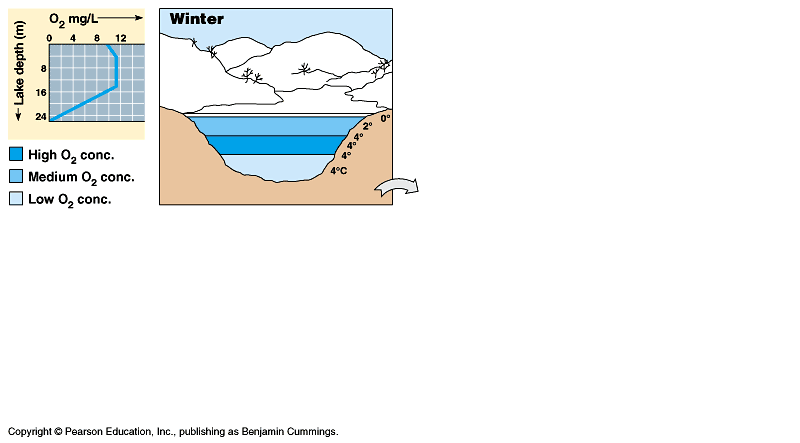 O2 mg/L
0 4 8 12
Lake depth (m)
8
16
24
High O2 conc.
Medium O2 conc.
Low O2 conc.
Winter
0°
2°
4°
4°
4°
4°C
Copyright © Pearson Education, Inc., publishing as Benjamin Cummings.